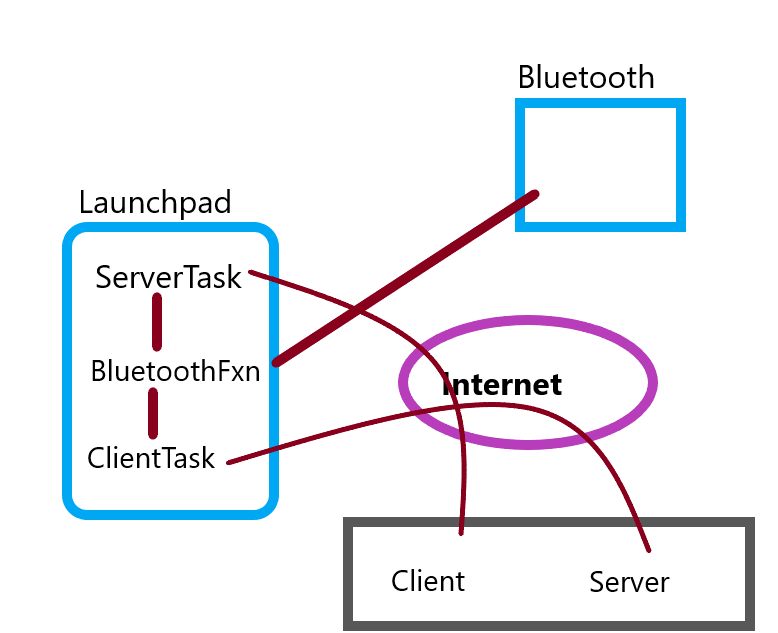 Bluetooth
Launchpad
ServerTask
BluetoothFxn
Internet
ClientTask
Client
Server